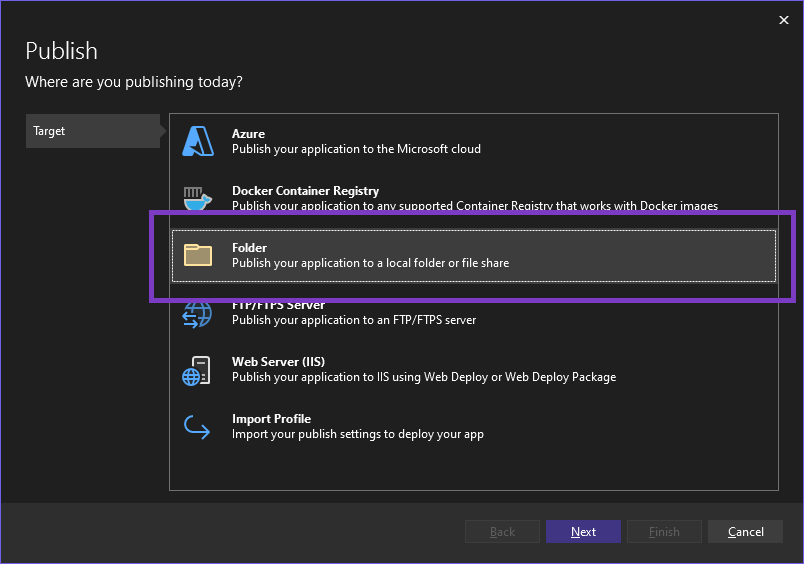 Publish
Where are you publishing today?
Target
Azure
Publish your application to the Microsoft cloud
Docker Container Registry
Publish your application to any supported Container Registry that works with Docker images
Folder
Publish your application to a local folder or file share
FTP/FTPS Server
Publish your application to an FTP/FTPS server
Web Server (IIS)
Publish your application to IIS using Web Deploy or Web Deploy Package
Import Profile
Import your publish settings to deploy your app
Back Next Finish Cancel